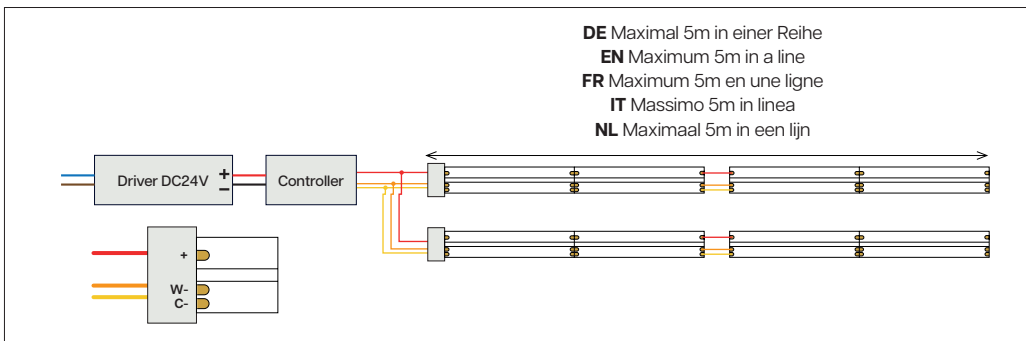 DE Maximal 5m in einer Reihe
EN Maximum 5m in a line
FR Maximum 5m en une ligne
IT Massimo 5m in linea
NL Maximaal 5m in een lijn
Driver DC24V + −
Controller
+
W-
C-